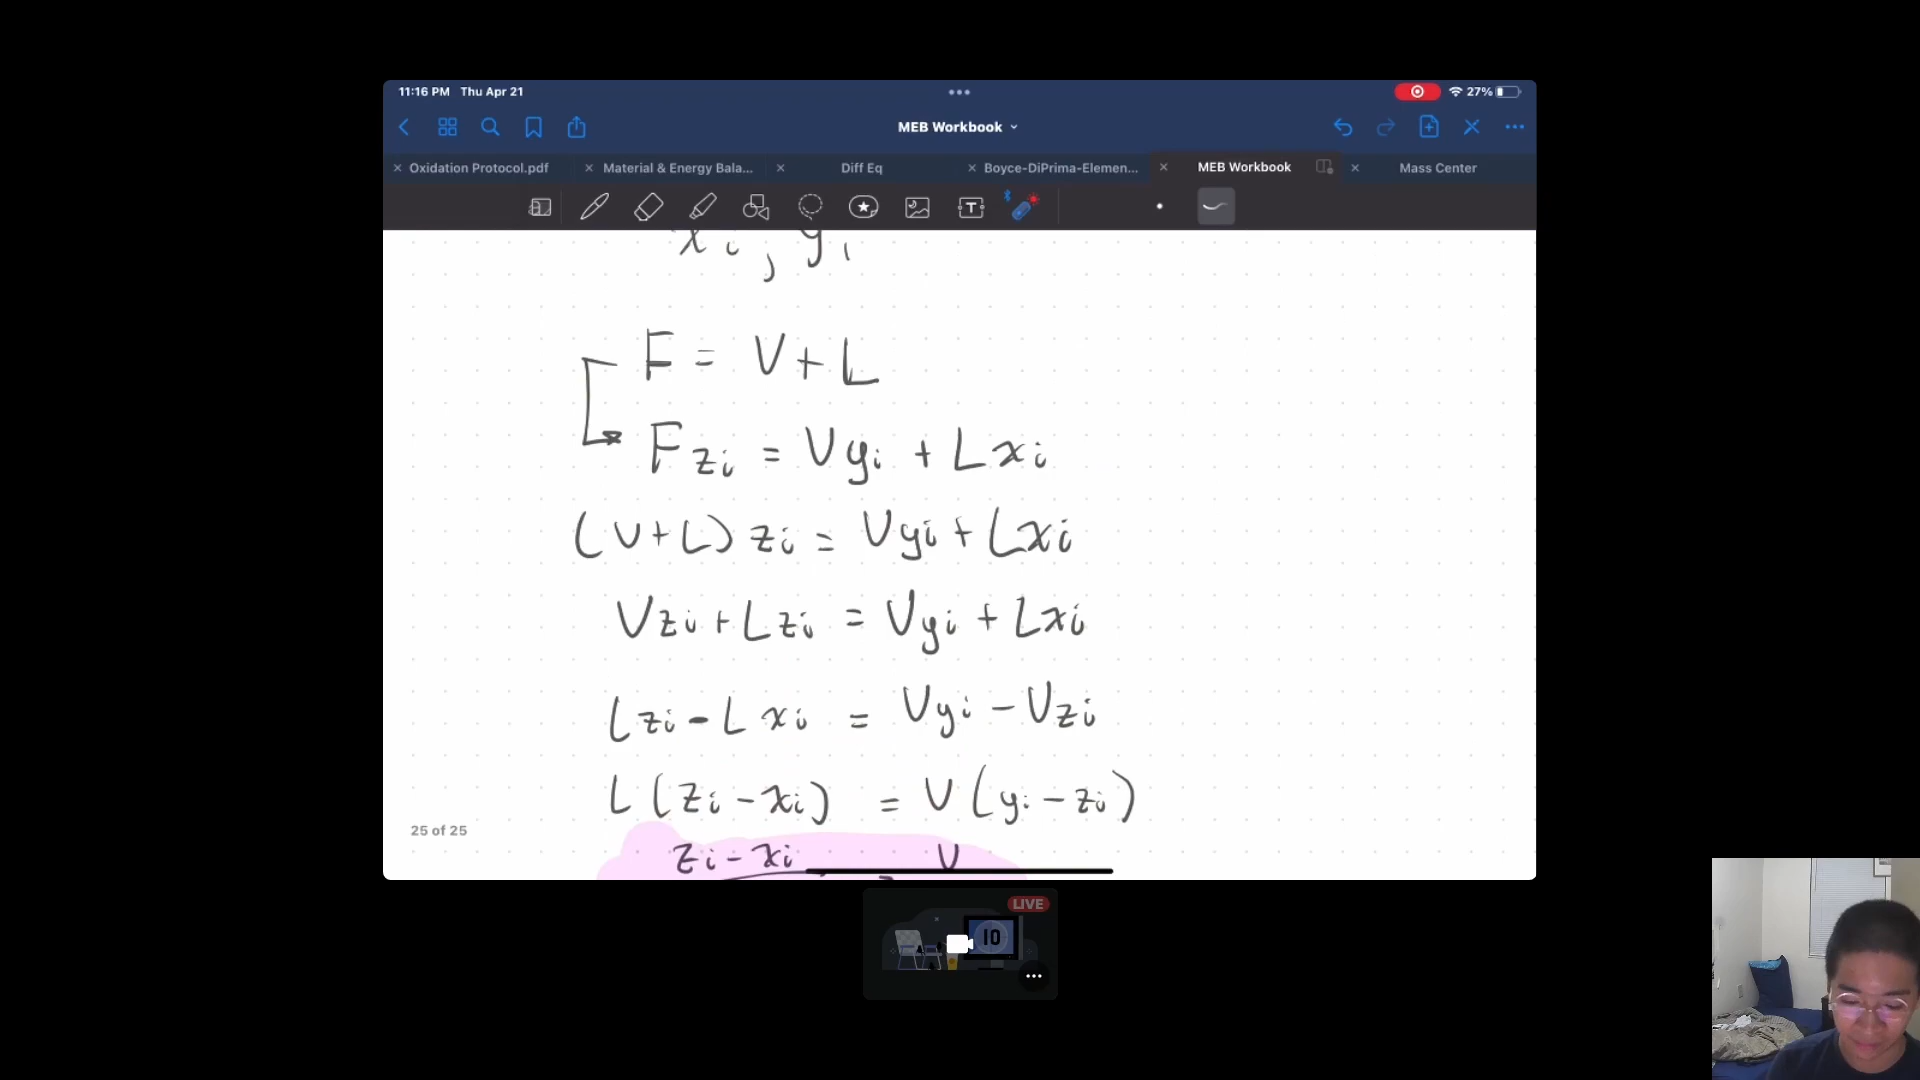 11:16 PM Thu Apr 21
27%
MEB Workbook
Oxidation Protocol.pdf
Material & Energy Bala...
Diff Eq
Boyce-DiPrima-Elemen...
MEB Workbook
Mass Center
xi, yi
F = V + L
Fzi = Vyi + Lxi
(V+L) zi = Vyi + Lxi
Vzi + Lzi = Vyi + Lxi
Lzi - Lxi = Vyi - Vzi
L (zi - xi) = V (yi - zi)
25 of 25
zi - xi V
LIVE
10